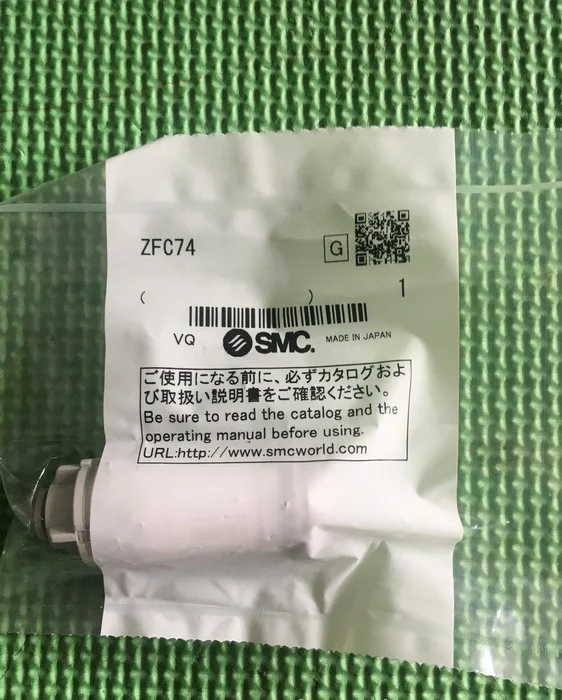 ZFC74
G
( ) 1
VQ SMC. MADE IN JAPAN
ご使用になる前に、必ずカタログおよ
び取扱い説明書をご確認ください。
Be sure to read the catalog and the
operating manual before using.
URL:http://www.smcworld.com